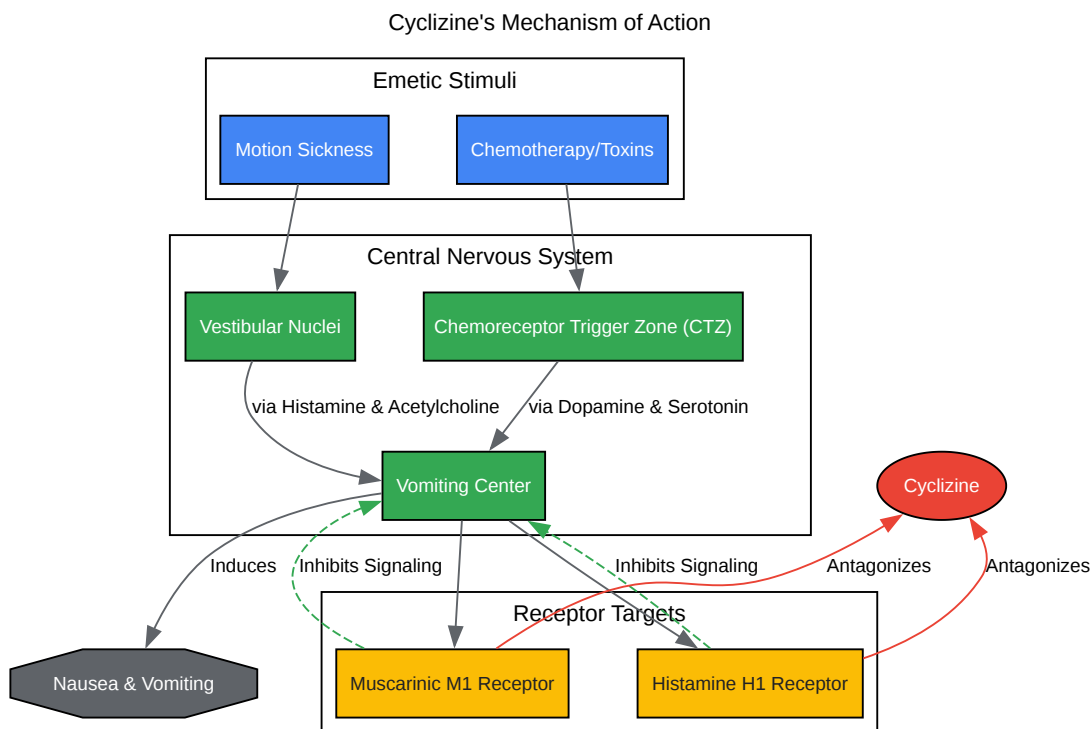 Cyclizine's Mechanism of Action
Emetic Stimuli
Motion Sickness
Chemotherapy/Toxins
Central Nervous System
Vestibular Nuclei
Chemoreceptor Trigger Zone (CTZ)
via Histamine & Acetylcholine
via Dopamine & Serotonin
Vomiting Center
Cyclizine
Induces
Inhibits Signaling
Inhibits Signaling
Antagonizes
Antagonizes
Receptor Targets
Nausea & Vomiting
Muscarinic M1 Receptor
Histamine H1 Receptor